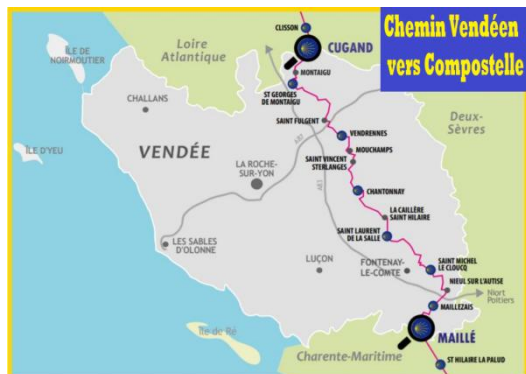 Chemin Vendéen
vers Compostelle
CLISSON
CUGAND
Loire
Atlantique
ÎLE DE
NOIRMOUTIER
MONTAIGU
ST GEORGES
DE MONTAIGU
CHALLANS
Deux-
Sèvres
SAINT FULGENT
VENDRENNES
A87
ÎLE D'YEU
VENDÉE
MOUCHAMPS
SAINT VINCENT
STERLANGES
LA ROCHE-
SUR-YON
A83
CHANTONNAY
LA CAILLÈRE
SAINT HILAIRE
SAINT LAURENT
DE LA SALLE
LES SABLES
D'OLONNE
LUÇON
FONTENAY-
LE-COMTE
SAINT MICHEL
LE CLOUCQ
NIEUL SUR L'AUTISE
Niort
Poitiers
MAILLEZAIS
Île de Ré
MAILLÉ
Charente-Maritime
ST HILAIRE LA PALUD